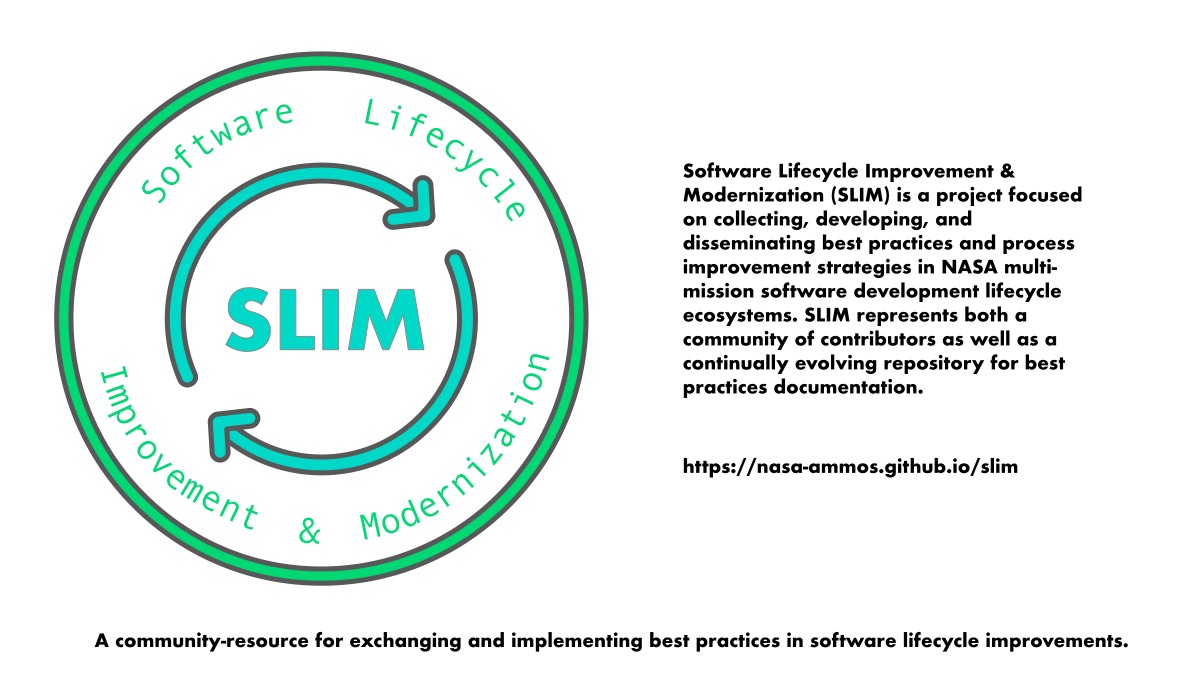 Software Lifecycle
SLIM
Improvement & Modernization
Software Lifecycle Improvement &
Modernization (SLIM) is a project focused
on collecting, developing, and
disseminating best practices and process
improvement strategies in NASA multi-
mission software development lifecycle
ecosystems. SLIM represents both a
community of contributors as well as a
continually evolving repository for best
practices documentation.
https://nasa-ammos.github.io/slim
A community-resource for exchanging and implementing best practices in software lifecycle improvements.